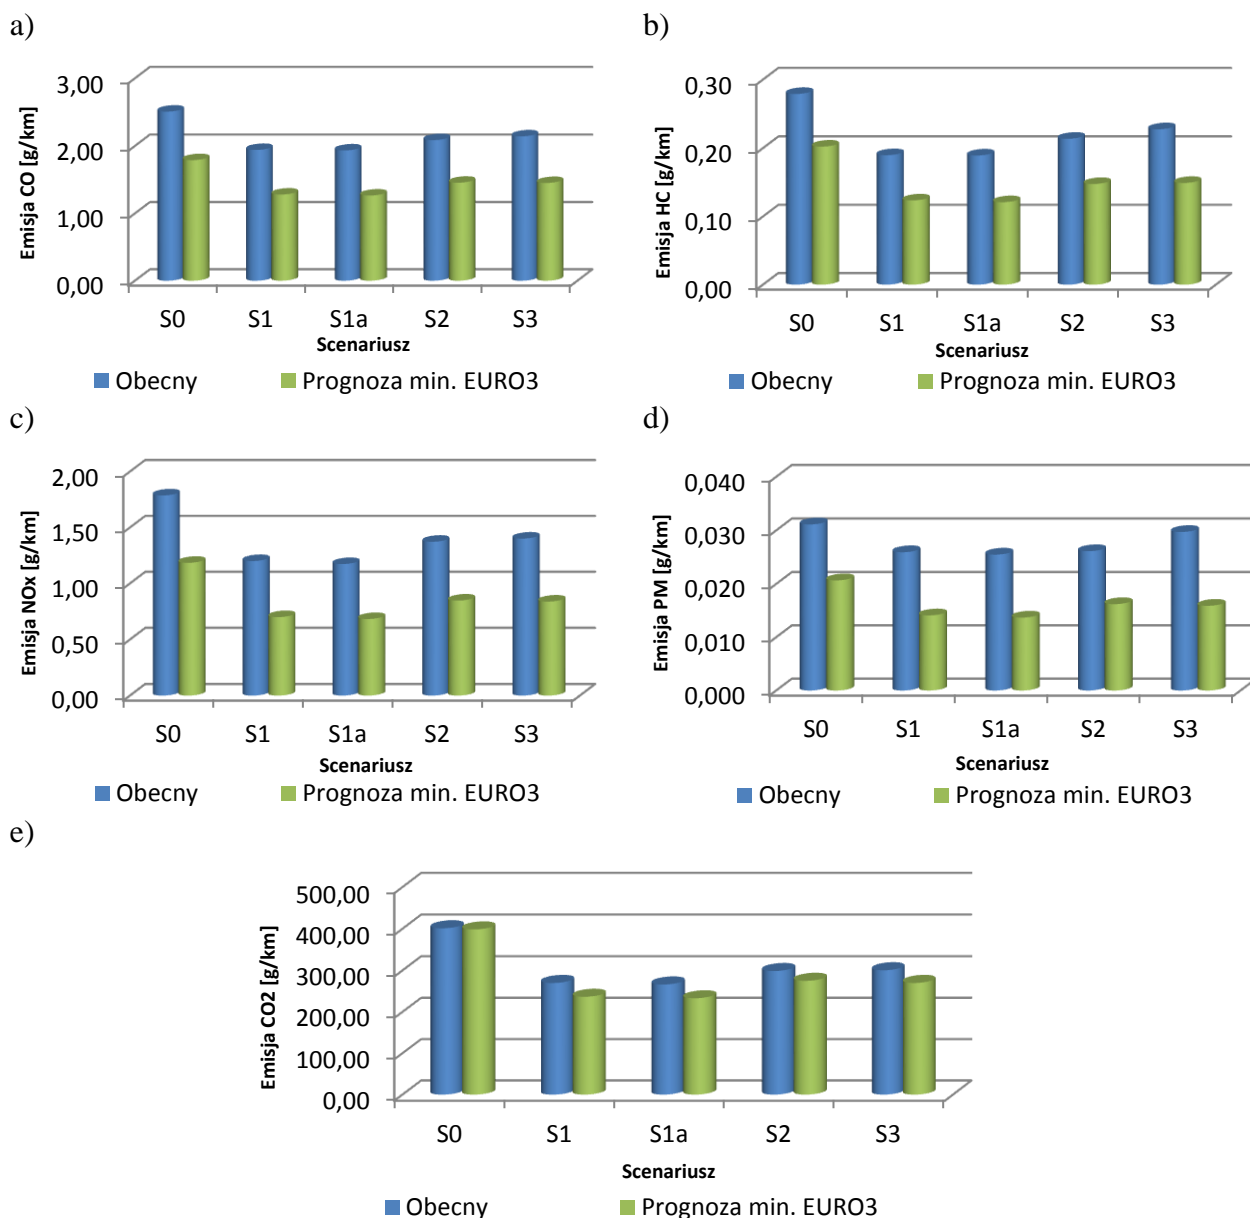 a)
Emisja CO [g/km]
3,00
2,00
1,00
0,00
S0 S1 S1a S2 S3
Scenariusz
Obecny Prognoza min. EURO3
b)
Emisja HC [g/km]
0,30
0,20
0,10
0,00
S0 S1 S1a S2 S3
Scenariusz
Obecny Prognoza min. EURO3
c)
Emisja NOx [g/km]
2,00
1,50
1,00
0,50
0,00
S0 S1 S1a S2 S3
Scenariusz
Obecny Prognoza min. EURO3
d)
Emisja PM [g/km]
0,040
0,030
0,020
0,010
0,000
S0 S1 S1a S2 S3
Scenariusz
Obecny Prognoza min. EURO3
e)
Emisja CO2 [g/km]
500,00
400,00
300,00
200,00
100,00
0,00
S0 S1 S1a S2 S3
Scenariusz
Obecny Prognoza min. EURO3